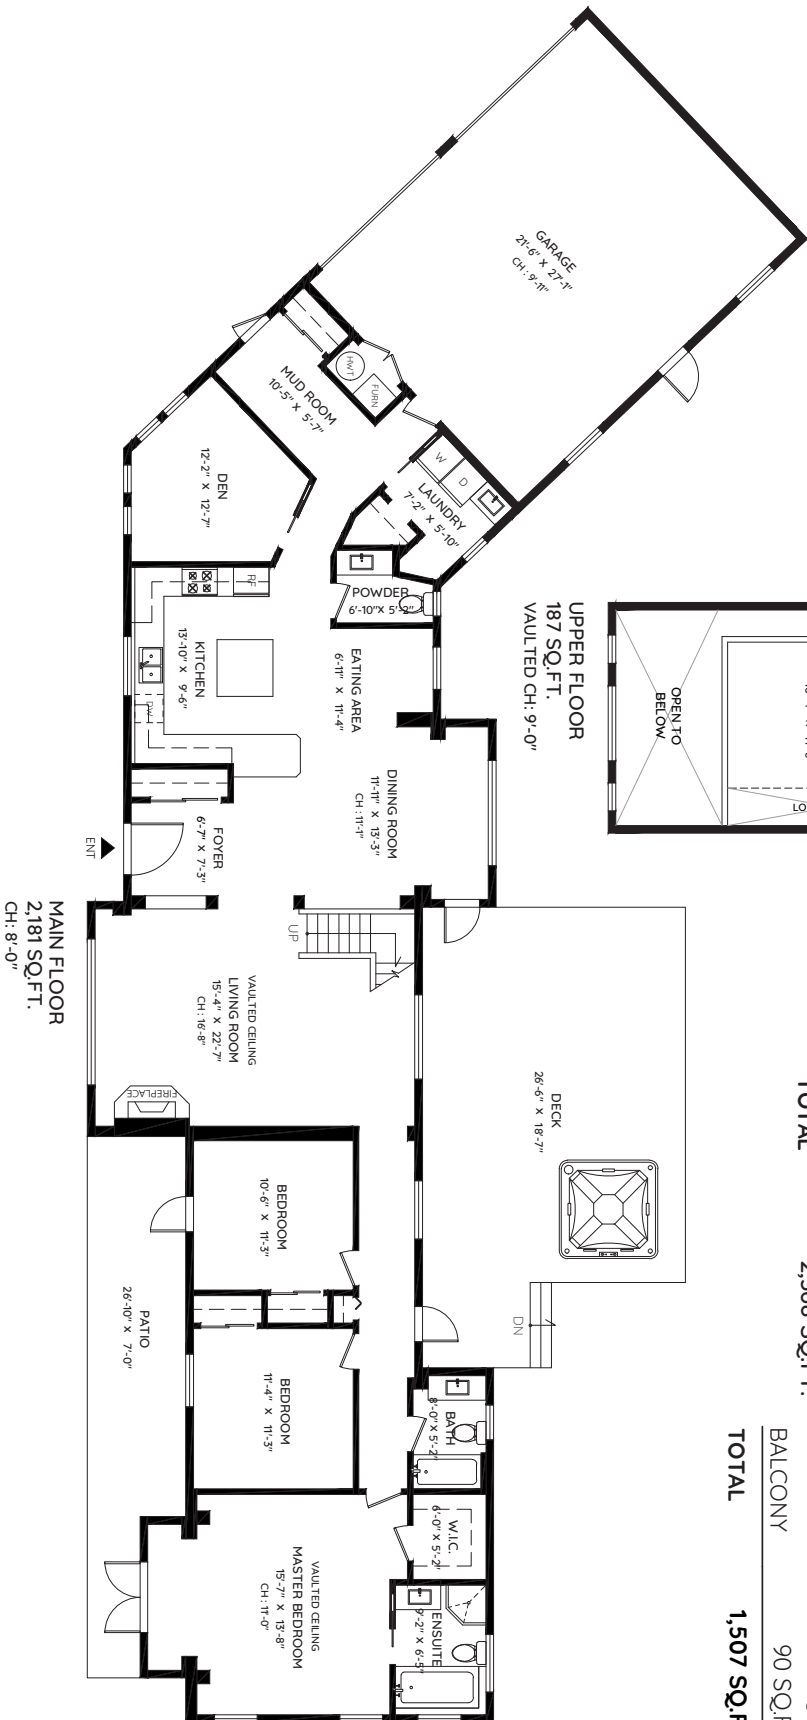 GARAGE
21'-6" X 27'-1"
CH : 9'-11"
MUD ROOM
10'-5" X 5'-7"
HWT
FURN
W
D
LAUNDRY
7'-2" X 5'-10"
DEN
12'-2" X 12'-7"
POWDER
6'-10" X 5'-2"
RF
KITCHEN
13'-10" X 9'-6"
DW
EATING AREA
6'-11" X 11'-4"
DINING ROOM
11'-11" X 13'-3"
CH : 11'-1"
FOYER
6'-7" X 7'-3"
ENT
UPPER FLOOR
187 SQ.FT.
VAULTED CH: 9'-0"
OPEN TO
BELOW
LO
MAIN FLOOR
2,181 SQ.FT.
CH: 8'-0"
UP
VAULTED CEILING
LIVING ROOM
15'-4" X 22'-7"
CH : 16'-8"
FIREPLACE
DECK
26'-6" X 18'-7"
DN
BEDROOM
10'-6" X 11'-3"
PATIO
26'-10" X 7'-0"
BEDROOM
11'-4" X 11'-3"
BATH
8'-0" X 5'-2"
W.I.C.
6'-0" X 5'-2"
ENSUITE
9'-2" X 6'-5"
VAULTED CEILING
MASTER BEDROOM
15'-7" X 13'-8"
CH : 11'-0"
TOTAL
BALCONY 90 SQ.F
TOTAL 1,507 SQ.F